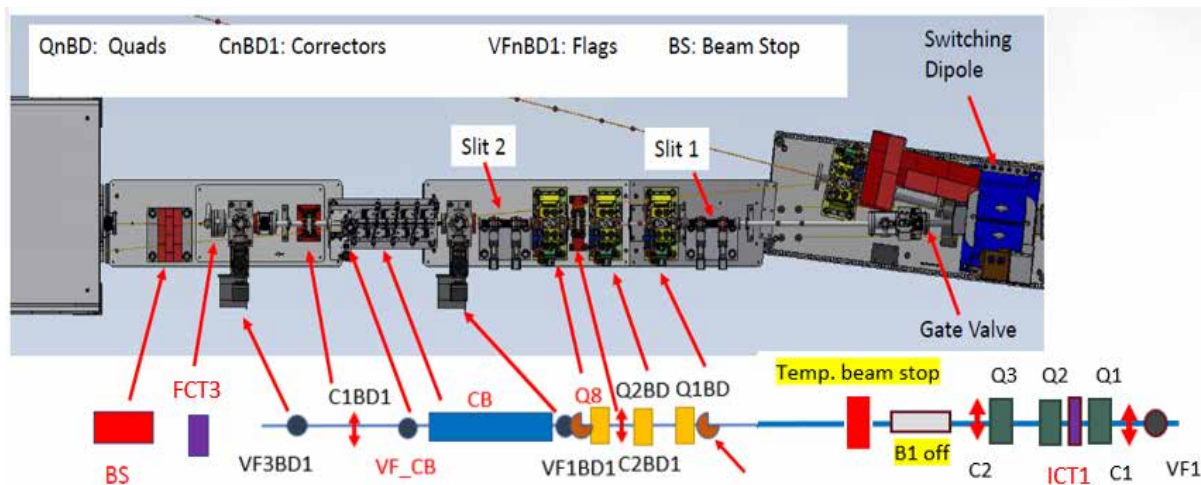 QnBD: Quads CnBD1: Correctors VFnBD1: Flags BS: Beam Stop
Switching
Dipole
Slit 2
Slit 1
Gate Valve
Temp. beam stop
FCT3
C1BD1
CB
Q8
Q2BD
Q1BD
Q3
Q2
Q1
BS
VF3BD1
VF_CB
VF1BD1
C2BD1
B1 off
C2
ICT1
C1
VF1